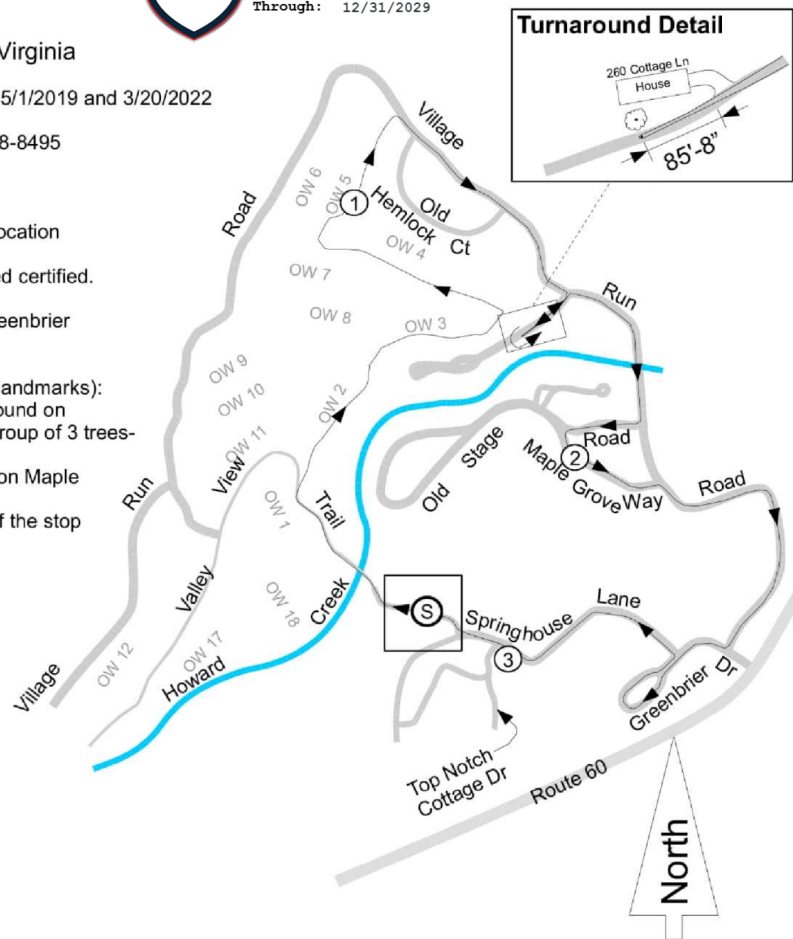 Through: 12/31/2029
Virginia
5/1/2019 and 3/20/2022
8-8495
ocation
ed certified.
eenbrier
andmarks):
ound on
roup of 3 trees-
on Maple
f the stop
Turnaround Detail
260 Cottage Ln
House
85'-8"
Village
Road
OW 6
OW 5
1
Hemlock
Old
Ct
OW 4
OW 7
OW 8
OW 3
Run
OW 9
OW 10
OW 2
OW 11
View
Road
2
Stage
Old
Maple Grove Way
Road
Run
Trail
OW 1
Valley
OW 18
Creek
S
Springhouse
Lane
3
OW 17
OW 12
Howard
Village
Greenbrier Dr
Top Notch
Cottage Dr
Route 60
North